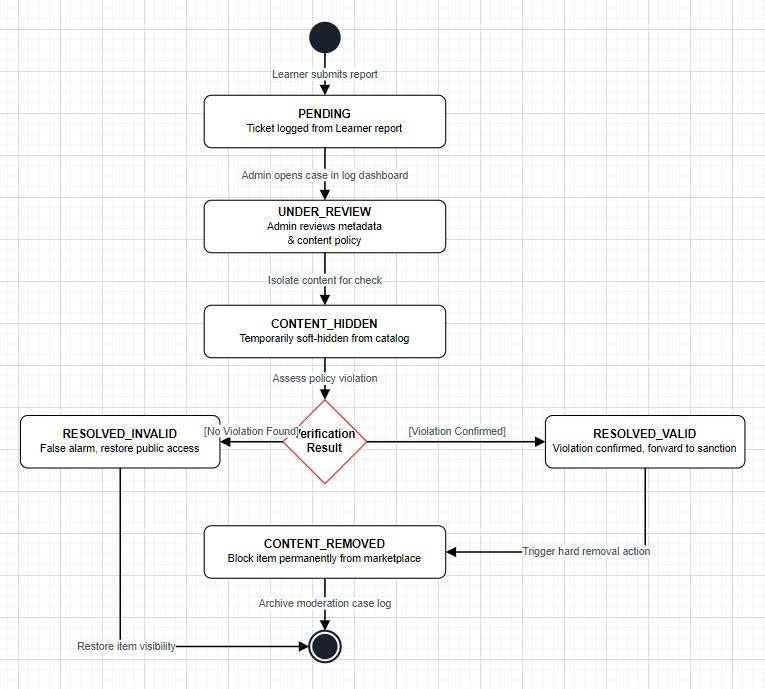 Learner submits report
PENDING
Ticket logged from Learner report
Admin opens case in log dashboard
UNDER_REVIEW
Admin reviews metadata
& content policy
Isolate content for check
CONTENT_HIDDEN
Temporarily soft-hidden from catalog
Assess policy violation
RESOLVED_INVALID
False alarm, restore public access
[No Violation Found]
erification
Result
[Violation Confirmed]
RESOLVED_VALID
Violation confirmed, forward to sanction
CONTENT_REMOVED
Block item permanently from marketplace
Trigger hard removal action
Archive moderation case log
Restore item visibility